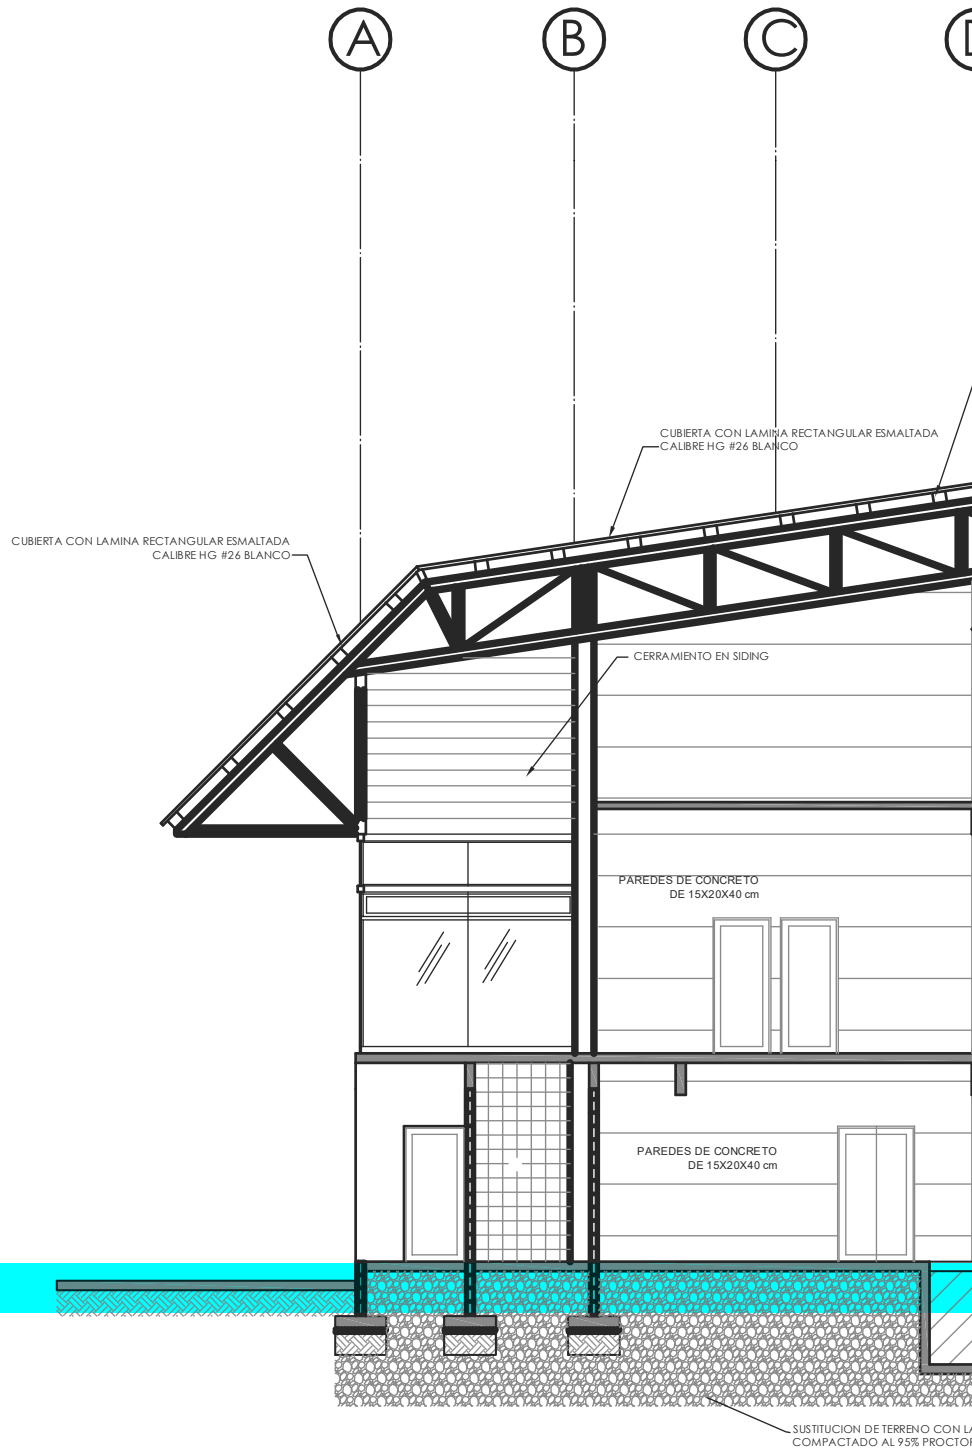 A
B
C
CUBIERTA CON LAMINA RECTANGULAR ESMALTADA
CALIBRE HG #26 BLANCO
CUBIERTA CON LAMINA RECTANGULAR ESMALTADA
CALIBRE HG #26 BLANCO
CERRAMIENTO EN SIDING
PAREDES DE CONCRETO
DE 15X20X40 cm
PAREDES DE CONCRETO
DE 15X20X40 cm
SUSTITUCION DE TERRENO CON
COMPACTADO AL 95%